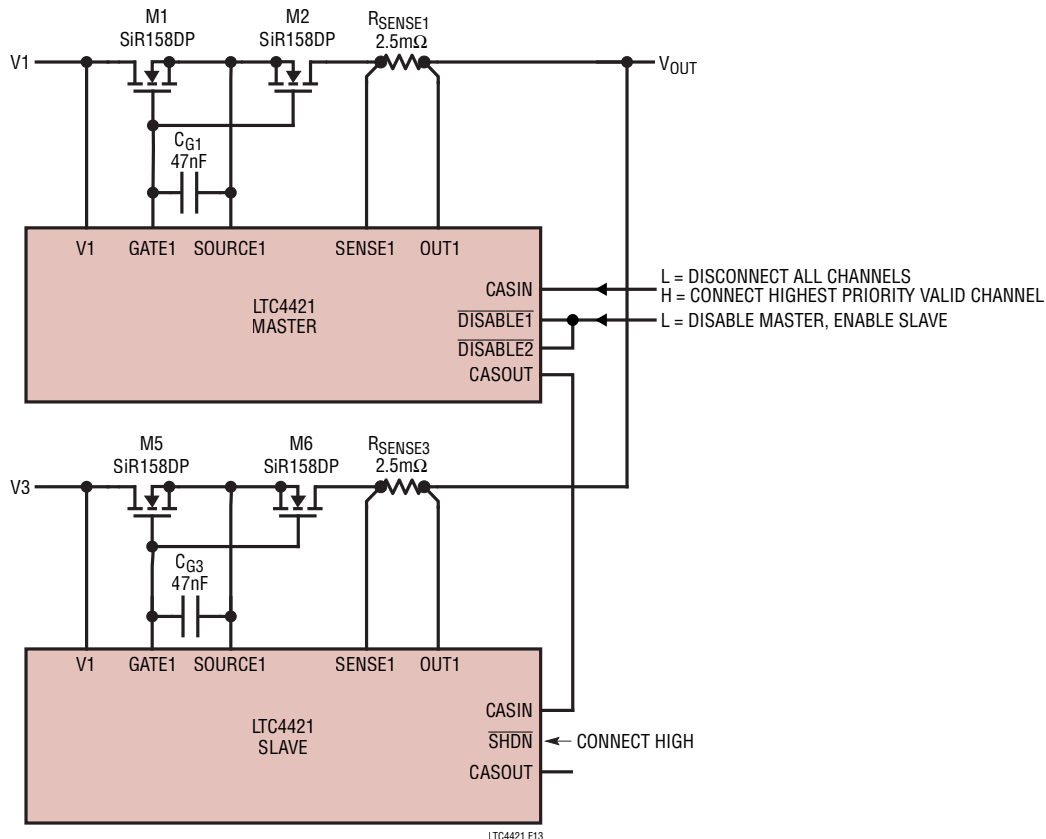 M1
SiR158DP
M2
SiR158DP
RSENSE1
2.5mΩ
V1
VOUT
CG1
47nF
V1 GATE1 SOURCE1 SENSE1 OUT1
LTC4421
MASTER
CASIN
DISABLE1
DISABLE2
CASOUT
L = DISCONNECT ALL CHANNELS
H = CONNECT HIGHEST PRIORITY VALID CHANNEL
L = DISABLE MASTER, ENABLE SLAVE
M5
SiR158DP
M6
SiR158DP
RSENSE3
2.5mΩ
V3
CG3
47nF
V1 GATE1 SOURCE1 SENSE1 OUT1
LTC4421
SLAVE
CASIN
SHDN
CONNECT HIGH
CASOUT
LTC4421 F13